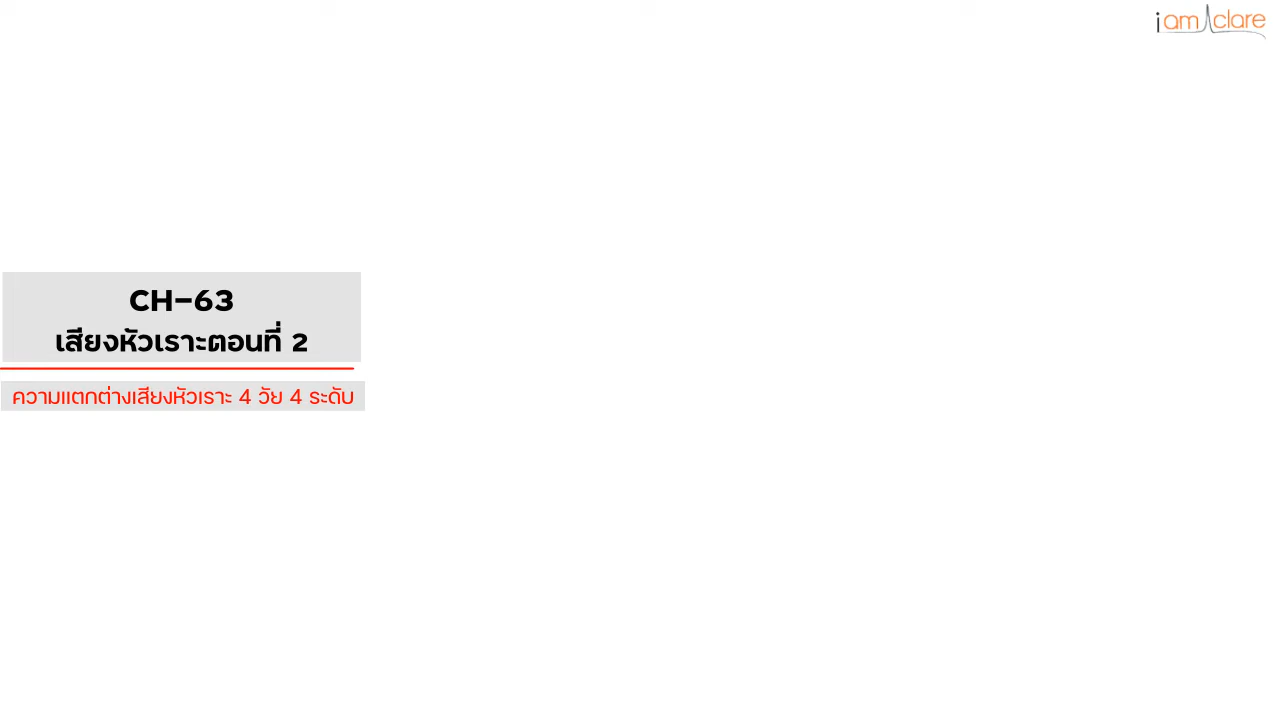 i am clare
CH-63
เสียงหัวเราะตอนที่ 2
ความแตกต่างเสียงหัวเราะ 4 วัย 4 ระดับ